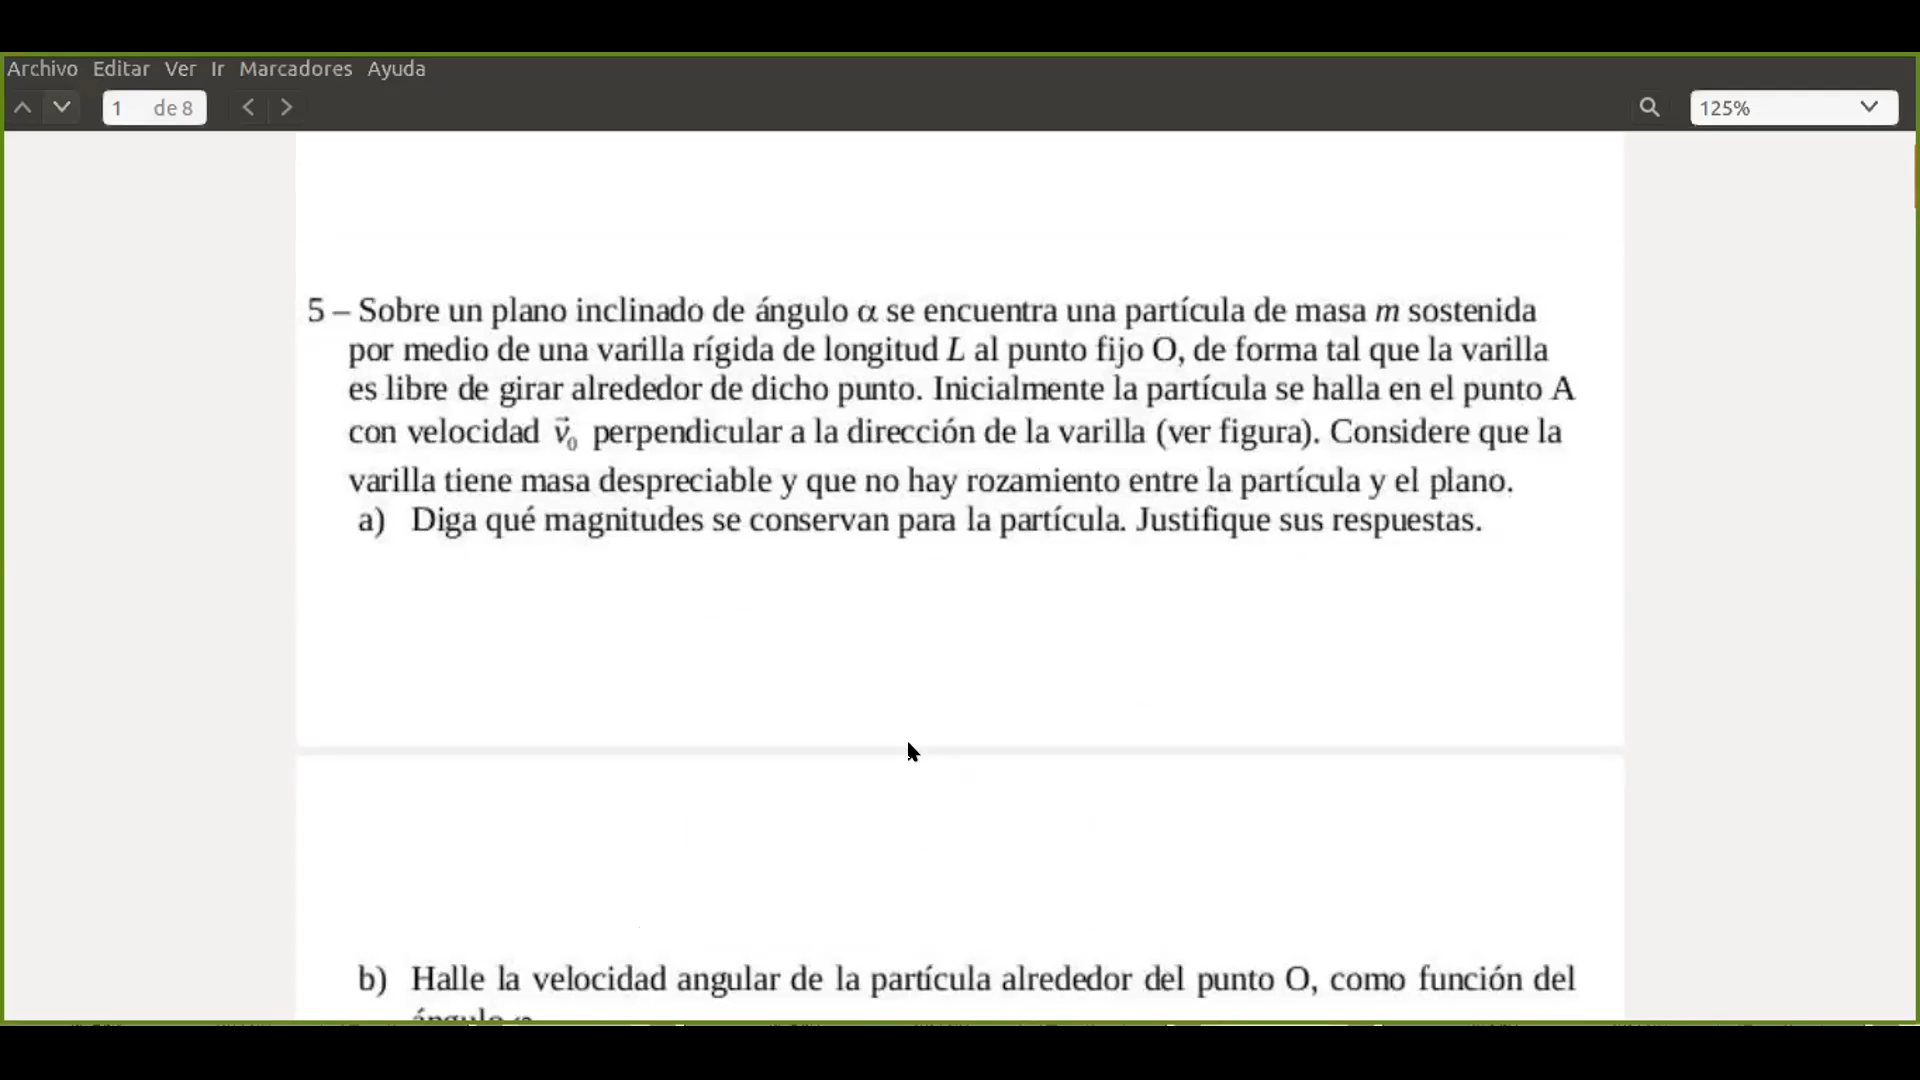 Archivo Editar Ver Ir Marcadores Ayuda
1 de 8
125%
5 – Sobre un plano inclinado de ángulo α se encuentra una partícula de masa m sostenida
por medio de una varilla rígida de longitud L al punto fijo O, de forma tal que la varilla
es libre de girar alrededor de dicho punto. Inicialmente la partícula se halla en el punto A
con velocidad v⃗₀ perpendicular a la dirección de la varilla (ver figura). Considere que la
varilla tiene masa despreciable y que no hay rozamiento entre la partícula y el plano.
a) Diga qué magnitudes se conservan para la partícula. Justifique sus respuestas.
b) Halle la velocidad angular de la partícula alrededor del punto O, como función del
ángulo